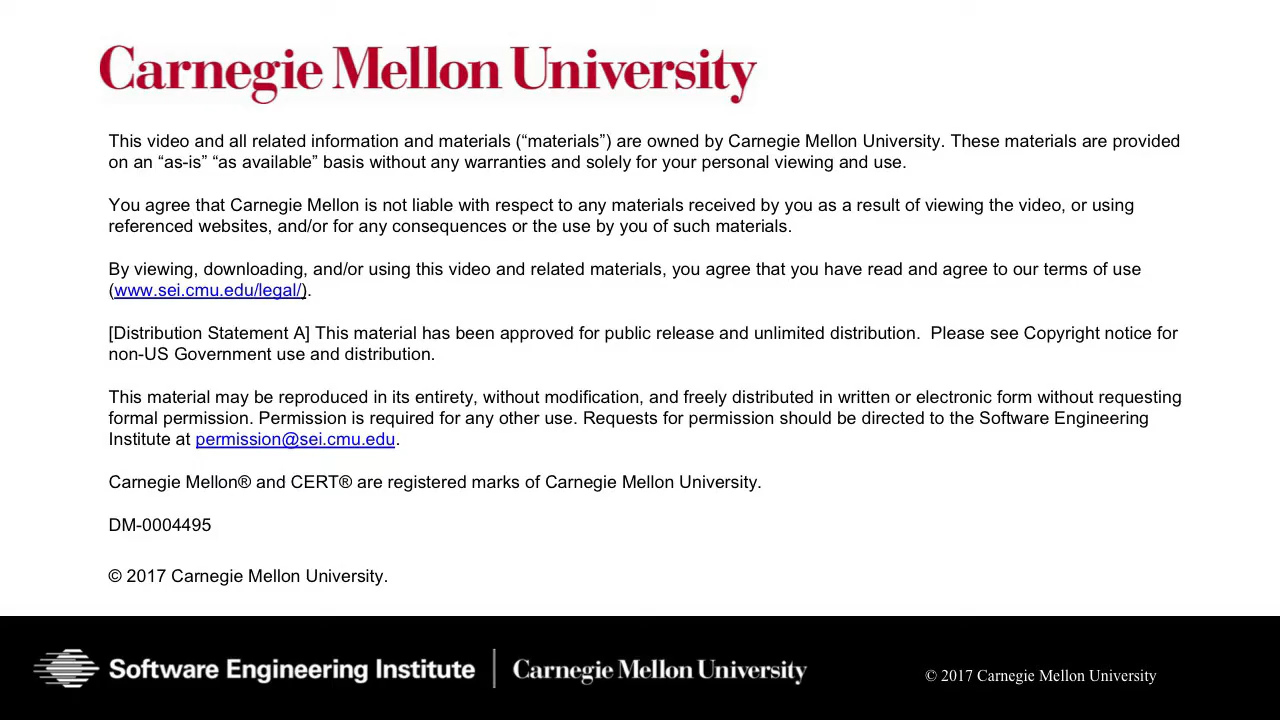 Carnegie Mellon University
This video and all related information and materials (“materials”) are owned by Carnegie Mellon University. These materials are provided
on an “as-is” “as available” basis without any warranties and solely for your personal viewing and use.
You agree that Carnegie Mellon is not liable with respect to any materials received by you as a result of viewing the video, or using
referenced websites, and/or for any consequences or the use by you of such materials.
By viewing, downloading, and/or using this video and related materials, you agree that you have read and agree to our terms of use
(www.sei.cmu.edu/legal/).
[Distribution Statement A] This material has been approved for public release and unlimited distribution.  Please see Copyright notice for
non-US Government use and distribution.
This material may be reproduced in its entirety, without modification, and freely distributed in written or electronic form without requesting
formal permission. Permission is required for any other use. Requests for permission should be directed to the Software Engineering
Institute at permission@sei.cmu.edu.
Carnegie Mellon® and CERT® are registered marks of Carnegie Mellon University.
DM-0004495
© 2017 Carnegie Mellon University.
Software Engineering Institute | Carnegie Mellon University
© 2017 Carnegie Mellon University